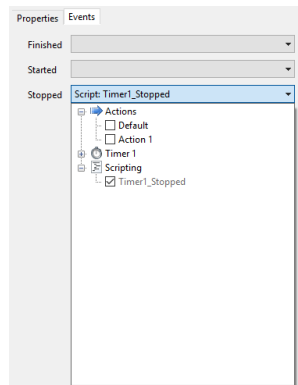 Properties Events
Finished
Started
Stopped Script: Timer1_Stopped
Actions
Default
Action 1
Timer 1
Scripting
Timer1_Stopped